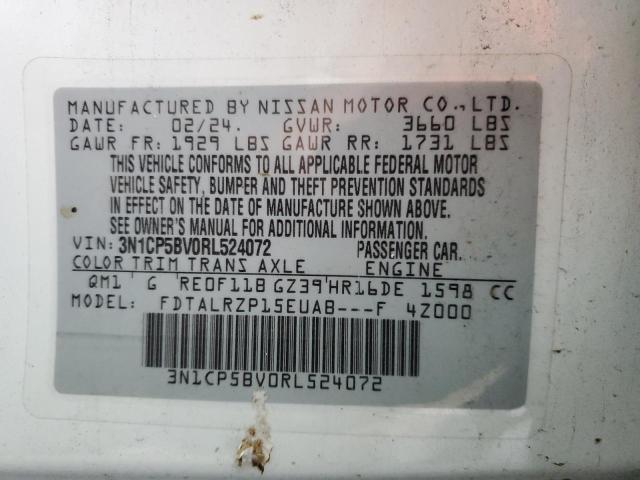 MANUFACTURED BY NISSAN MOTOR CO.,LTD.
DATE: 02/24. GVWR: 3660 LBS
GAWR FR: 1929 LBS GAWR RR: 1731 LBS
THIS VEHICLE CONFORMS TO ALL APPLICABLE FEDERAL MOTOR
VEHICLE SAFETY, BUMPER AND THEFT PREVENTION STANDARDS
IN EFFECT ON THE DATE OF MANUFACTURE SHOWN ABOVE.
SEE OWNER'S MANUAL FOR ADDITIONAL INFORMATION.
VIN: 3N1CP5BV0RL524072 PASSENGER CAR.
COLOR TRIM TRANS AXLE ENGINE
QM1 G RE0F11B GZ39 HR16DE 1598 CC
MODEL: FDTALRZP15EUAB---F 4Z000
3N1CP5BV0RL524072